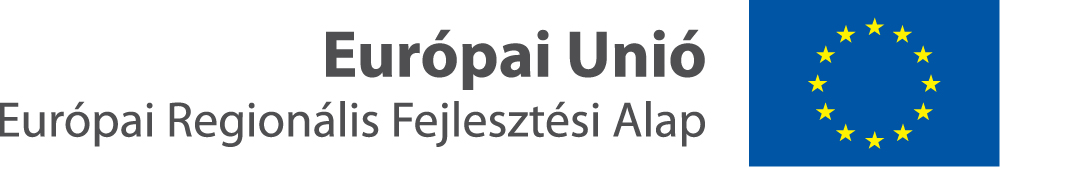 Európai Unió
Európai Regionális Fejlesztési Alap